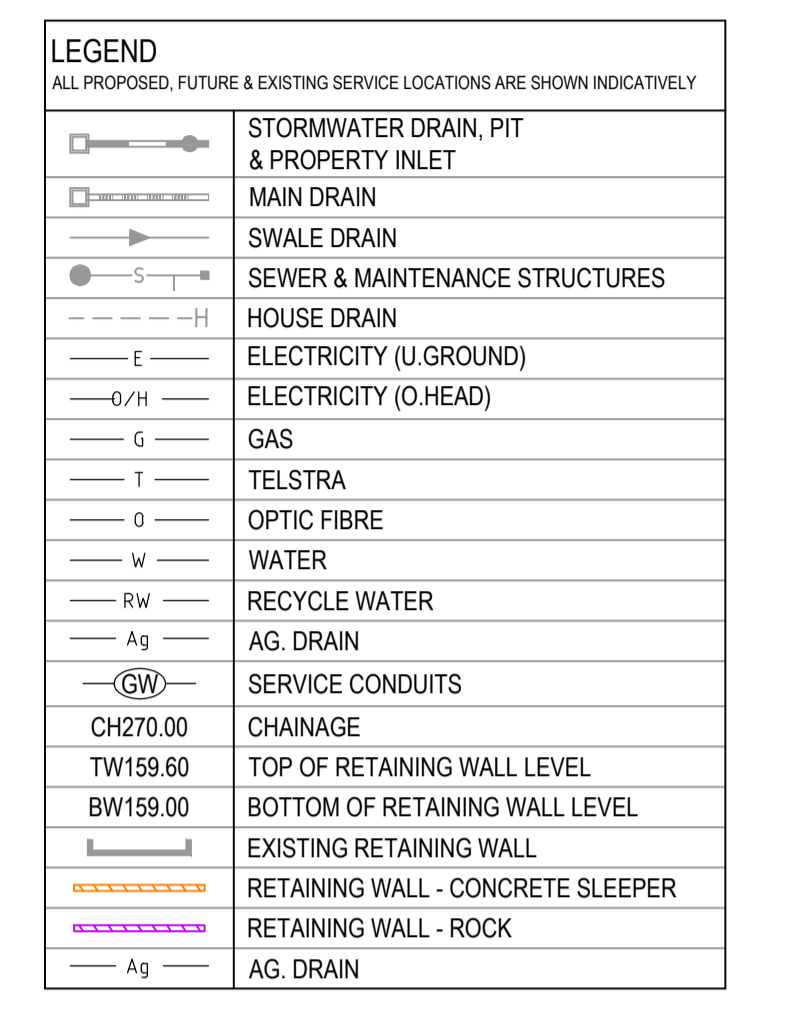 LEGEND
ALL PROPOSED, FUTURE & EXISTING SERVICE LOCATIONS ARE SHOWN INDICATIVELY
STORMWATER DRAIN, PIT
& PROPERTY INLET
MAIN DRAIN
SWALE DRAIN
S SEWER & MAINTENANCE STRUCTURES
H HOUSE DRAIN
E ELECTRICITY (U.GROUND)
O/H ELECTRICITY (O.HEAD)
G GAS
T TELSTRA
O OPTIC FIBRE
W WATER
RW RECYCLE WATER
Ag AG. DRAIN
GW SERVICE CONDUITS
CH270.00 CHAINAGE
TW159.60 TOP OF RETAINING WALL LEVEL
BW159.00 BOTTOM OF RETAINING WALL LEVEL
EXISTING RETAINING WALL
RETAINING WALL - CONCRETE SLEEPER
RETAINING WALL - ROCK
Ag AG. DRAIN